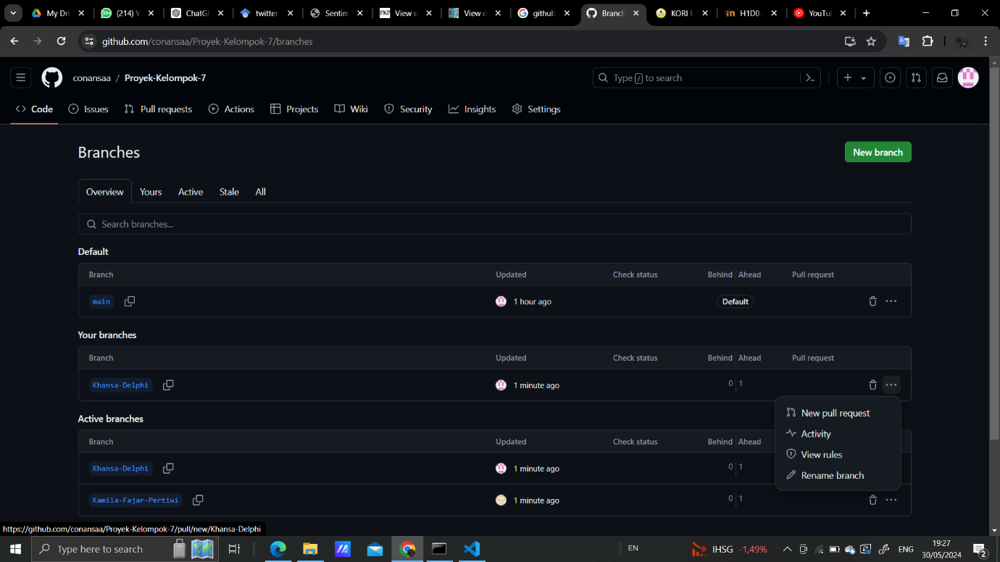 My Dri
99+ (214) W
ChatGI
twitter
Sentim
PKP View o
View o
github
Branch
KORI U
H1D0-
YouTu
github.com/conansaa/Proyek-Kelompok-7/branches
conansaa / Proyek-Kelompok-7
Type / to search
Code Issues Pull requests Actions Projects Wiki Security Insights Settings
Branches
New branch
Overview Yours Active Stale All
Search branches...
Default
Branch Updated Check status Behind Ahead Pull request
main 1 hour ago Default
Your branches
Branch Updated Check status Behind Ahead Pull request
Khansa-Delphi 1 minute ago 0 1
New pull request
Activity
View rules
Rename branch
Active branches
Branch Updated Check status Behind Ahead
Khansa-Delphi 1 minute ago 0 1
Kamila-Fajar-Pertiwi 1 minute ago 0 1
https://github.com/conansaa/Proyek-Kelompok-7/pull/new/Khansa-Delphi
Type here to search
EN
IHSG -1,49%
ENG
19:27
30/05/2024
2